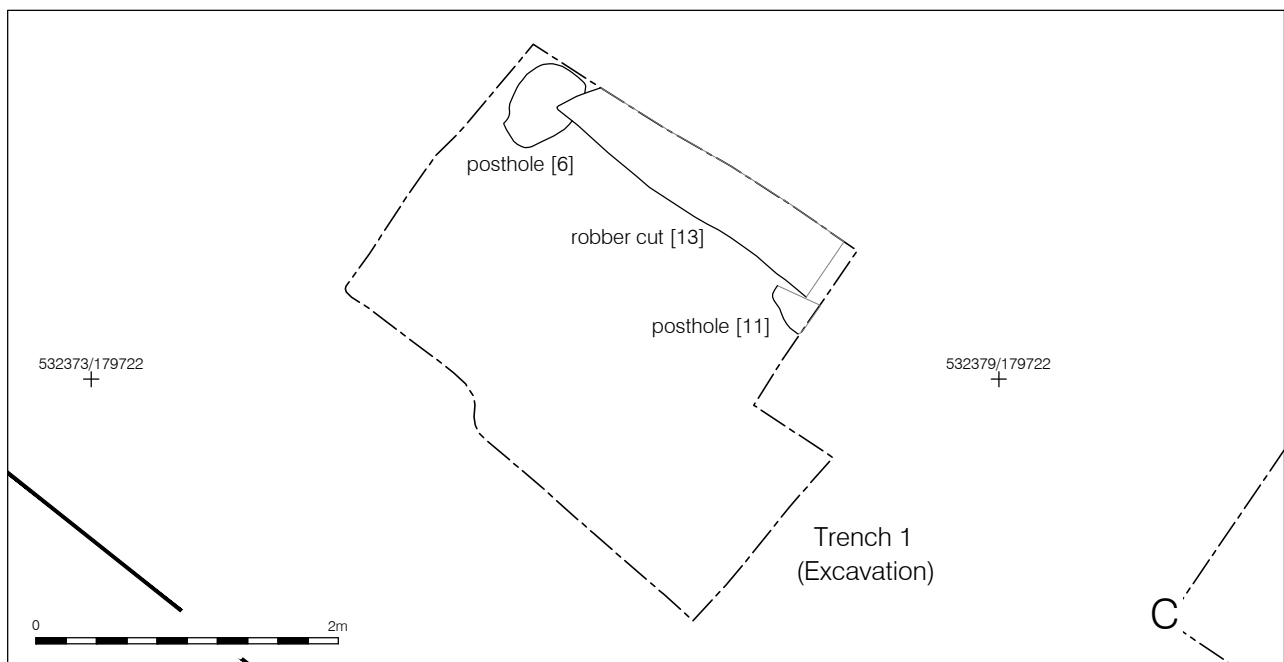 posthole [6]
robber cut [13]
posthole [11]
532373/179722
532379/179722
Trench 1
(Excavation)
C
0 2m